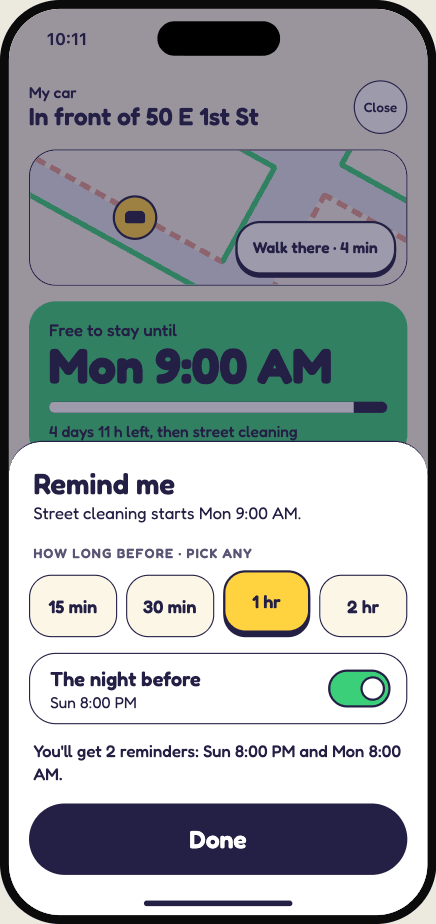 10:11
My car
In front of 50 E 1st St
Close
Walk there · 4 min
Free to stay until
Mon 9:00 AM
4 days 11 h left, then street cleaning
Remind me
Street cleaning starts Mon 9:00 AM.
HOW LONG BEFORE · PICK ANY
15 min
30 min
1 hr
2 hr
The night before
Sun 8:00 PM
You'll get 2 reminders: Sun 8:00 PM and Mon 8:00
AM.
Done